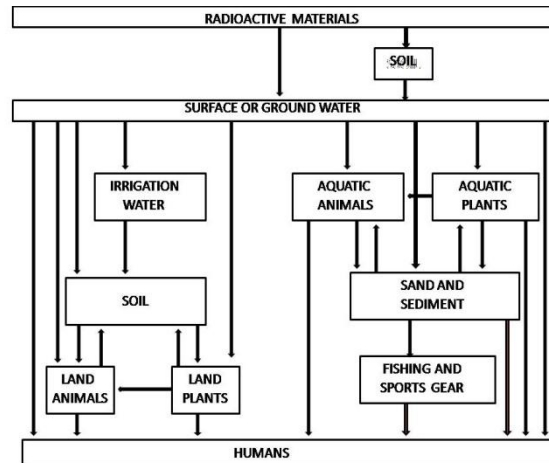 RADIOACTIVE MATERIALS
SOIL
SURFACE OR GROUND WATER
IRRIGATION
WATER
AQUATIC
ANIMALS
AQUATIC
PLANTS
SOIL
SAND AND
SEDIMENT
LAND
ANIMALS
LAND
PLANTS
FISHING AND
SPORTS GEAR
HUMANS